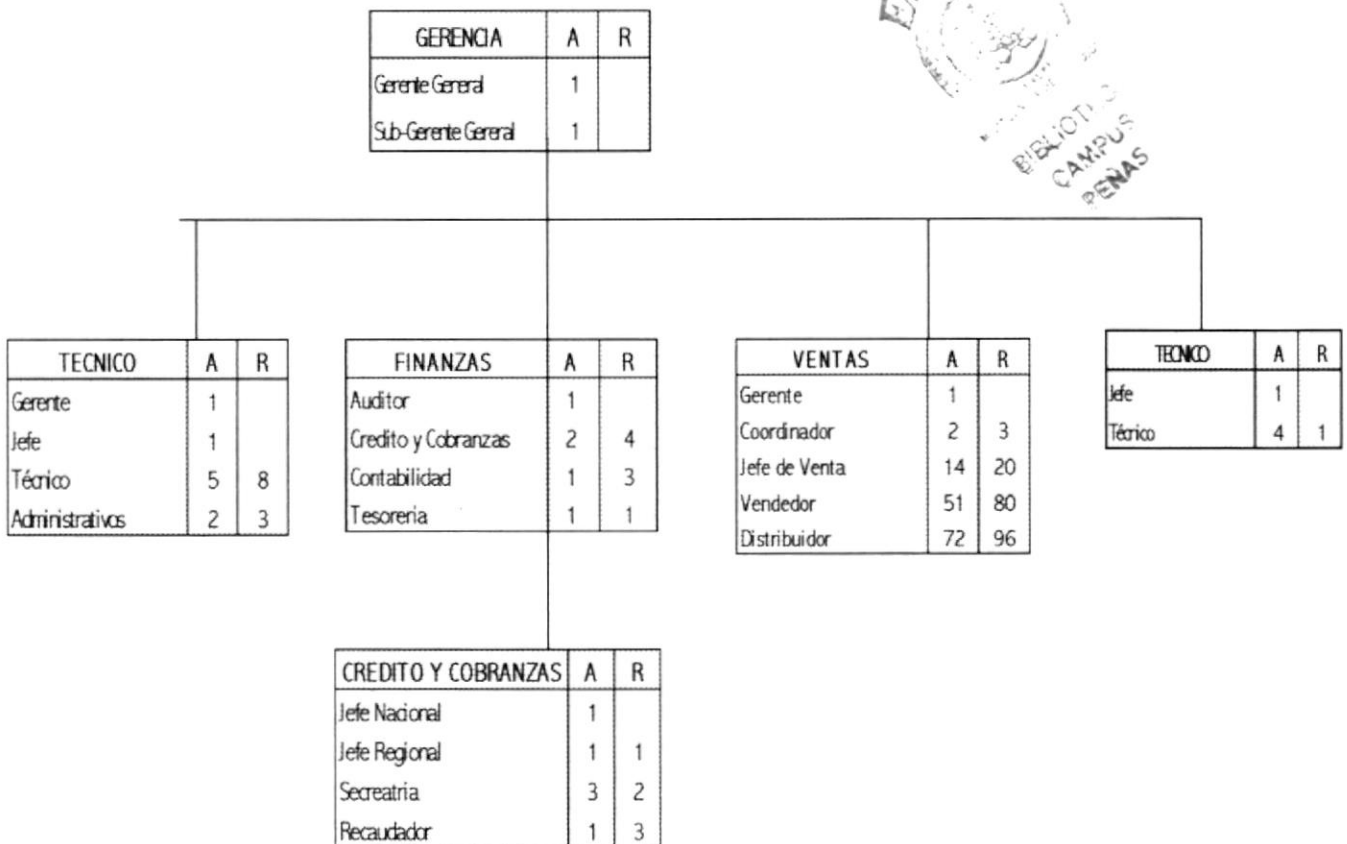 GERENCIA A R
Gerente General 1
Sub-Gerente General 1
BIBLIOTECA
CAMPUS
PEÑAS
TECNICO A R
Gerente 1
Jefe 1
Técnico 5 8
Administrativos 2 3
FINANZAS A R
Auditor 1
Credito y Cobranzas 2 4
Contabilidad 1 3
Tesoreria 1 1
VENTAS A R
Gerente 1
Coordinador 2 3
Jefe de Venta 14 20
Vendedor 51 80
Distribuidor 72 96
TECNICO A R
Jefe 1
Técnico 4 1
CREDITO Y COBRANZAS A R
Jefe Nacional 1
Jefe Regional 1 1
Secreatria 3 2
Recaudador 1 3